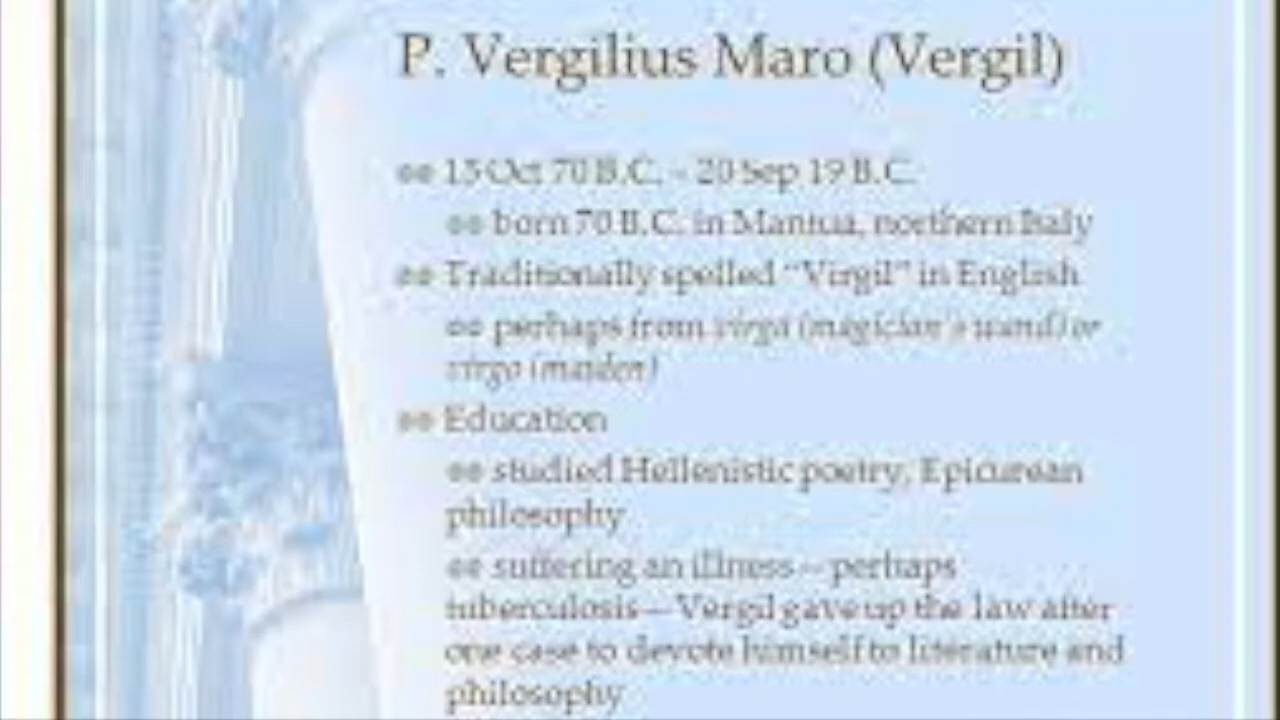 P. Vergilius Maro (Vergil)
15 Oct 70 B.C. – 20 Sep 19 B.C.
born 70 B.C. in Mantua, northern Italy
Traditionally spelled “Virgil” in English
perhaps from virga (magician's wand) or
virgo (maiden)
Education
studied Hellenistic poetry, Epicurean
philosophy
suffering an illness—perhaps
tuberculosis—Vergil gave up the law after
one case to devote himself to literature and
philosophy